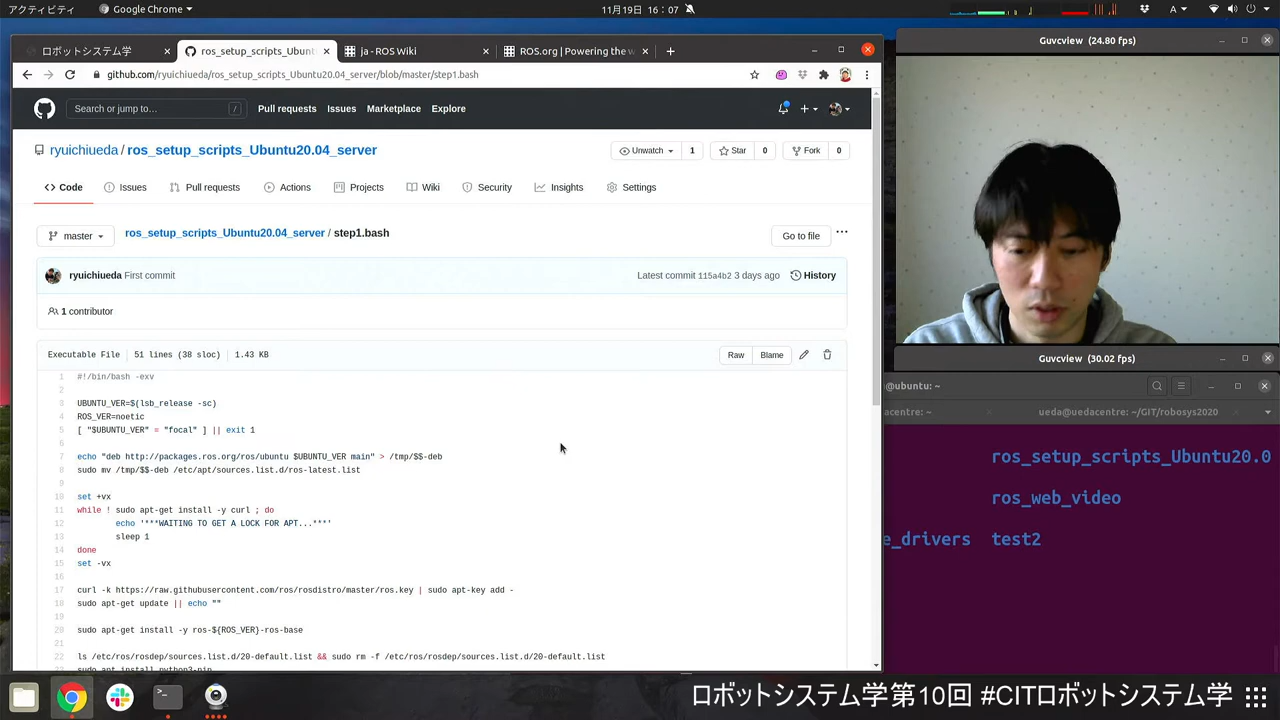 アクティビティ
Google Chrome
11月19日 16：07
A
ロボットシステム学
ros_setup_scripts_Ubunt
ja - ROS Wiki
ROS.org | Powering the w
github.com/ryuichiueda/ros_setup_scripts_Ubuntu20.04_server/blob/master/step1.bash
Search or jump to…
/
Pull requests
Issues
Marketplace
Explore
ryuichiueda / ros_setup_scripts_Ubuntu20.04_server
Unwatch
1
Star
0
Fork
0
Code
Issues
Pull requests
Actions
Projects
Wiki
Security
Insights
Settings
master
ros_setup_scripts_Ubuntu20.04_server / step1.bash
Go to file
ryuichiueda First commit
Latest commit 115a4b2 3 days ago
History
1 contributor
Executable File
51 lines (38 sloc)
1.43 KB
Raw
Blame
1 #!/bin/bash -exv
2
3 UBUNTU_VER=$(lsb_release -sc)
4 ROS_VER=noetic
5 [ "$UBUNTU_VER" = "focal" ] || exit 1
6
7 echo "deb http://packages.ros.org/ros/ubuntu $UBUNTU_VER main" > /tmp/$$-deb
8 sudo mv /tmp/$$-deb /etc/apt/sources.list.d/ros-latest.list
9
10 set +vx
11 while ! sudo apt-get install -y curl ; do
12 echo '***WAITING TO GET A LOCK FOR APT...***'
13 sleep 1
14 done
15 set -vx
16
17 curl -k https://raw.githubusercontent.com/ros/rosdistro/master/ros.key | sudo apt-key add -
18 sudo apt-get update || echo ""
19
20 sudo apt-get install -y ros-${ROS_VER}-ros-base
21
22 ls /etc/ros/rosdep/sources.list.d/20-default.list && sudo rm -f /etc/ros/rosdep/sources.list.d/20-default.list
23 sudo apt install python3-pip
Guvcview (24.80 fps)
Guvcview (30.02 fps)
@ubuntu: ~
@uedacentre: ~
ueda@uedacentre: ~/GIT/robosys2020
ros_setup_scripts_Ubuntu20.0
ros_web_video
e_drivers test2
ロボットシステム学第10回 #CITロボットシステム学